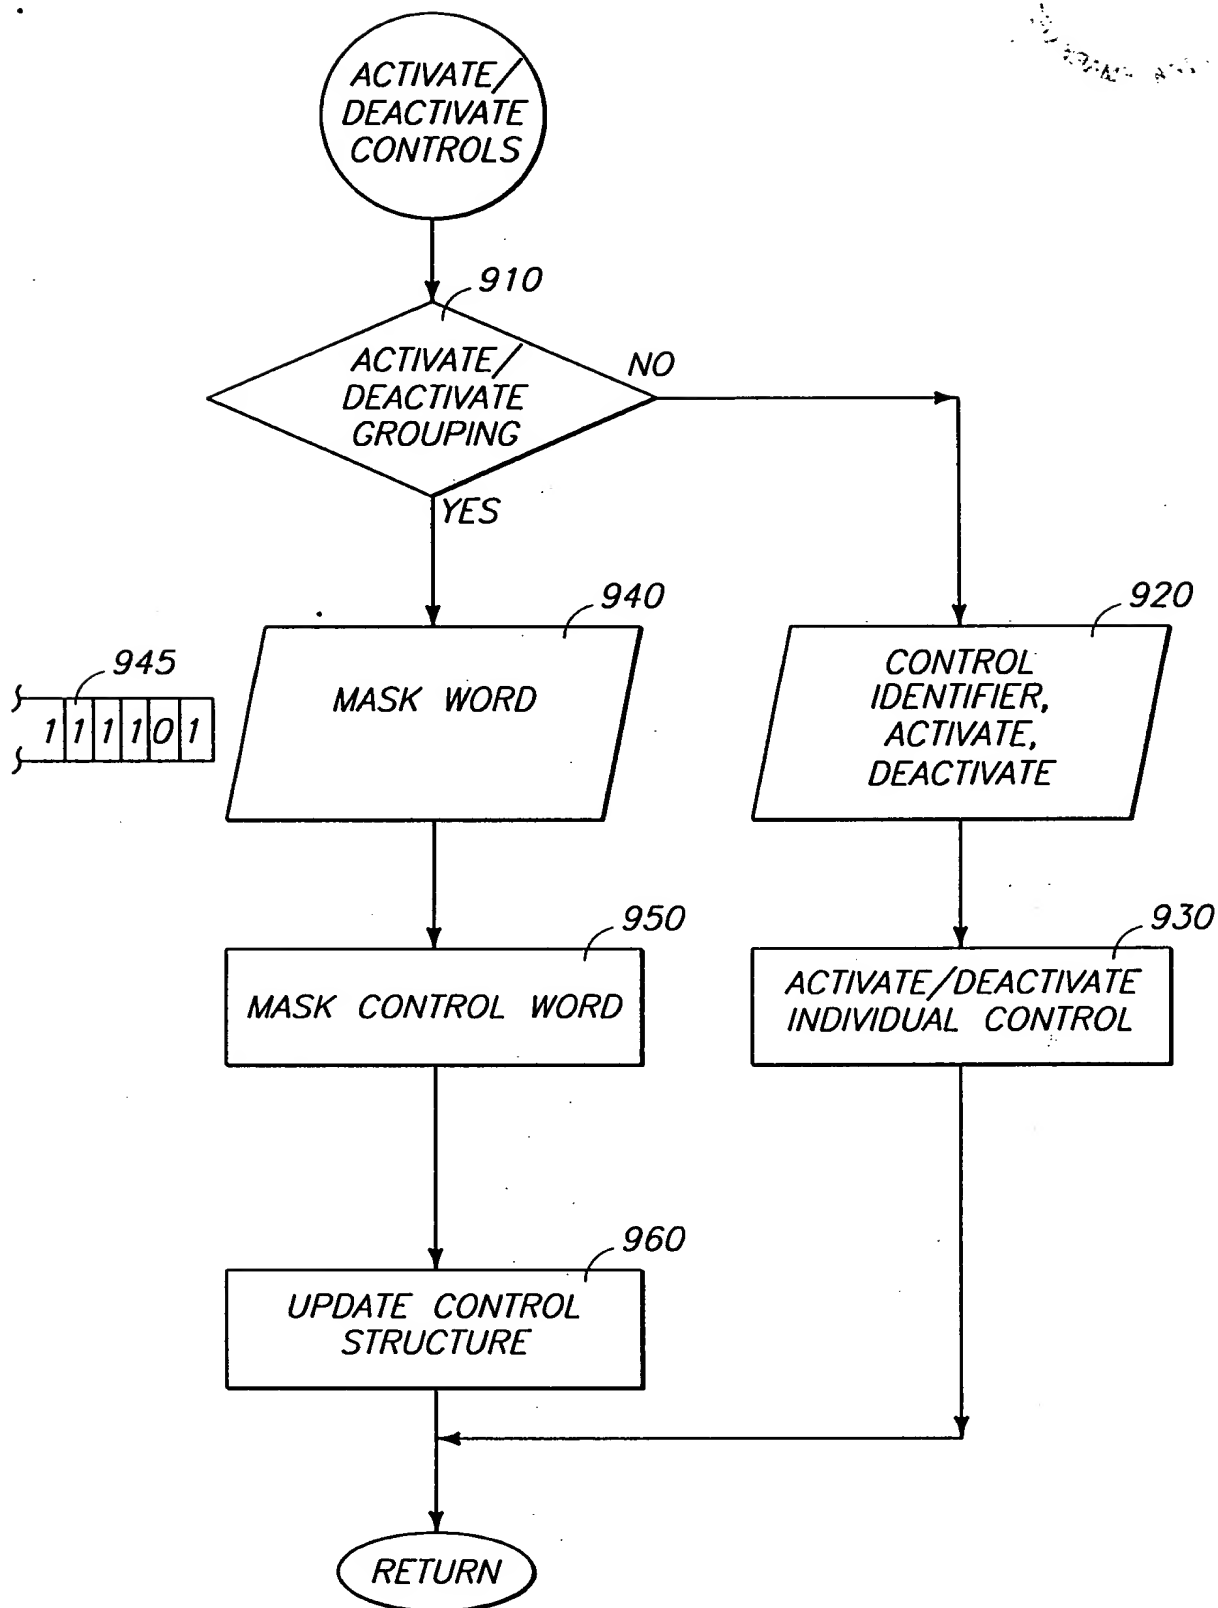 ACTIVATE/
DEACTIVATE
CONTROLS
910
ACTIVATE/
DEACTIVATE
GROUPING
NO
YES
940
MASK WORD
945
1 1 1 1 0 1
920
CONTROL
IDENTIFIER,
ACTIVATE,
DEACTIVATE
950
MASK CONTROL WORD
930
ACTIVATE/DEACTIVATE
INDIVIDUAL CONTROL
960
UPDATE CONTROL
STRUCTURE
RETURN